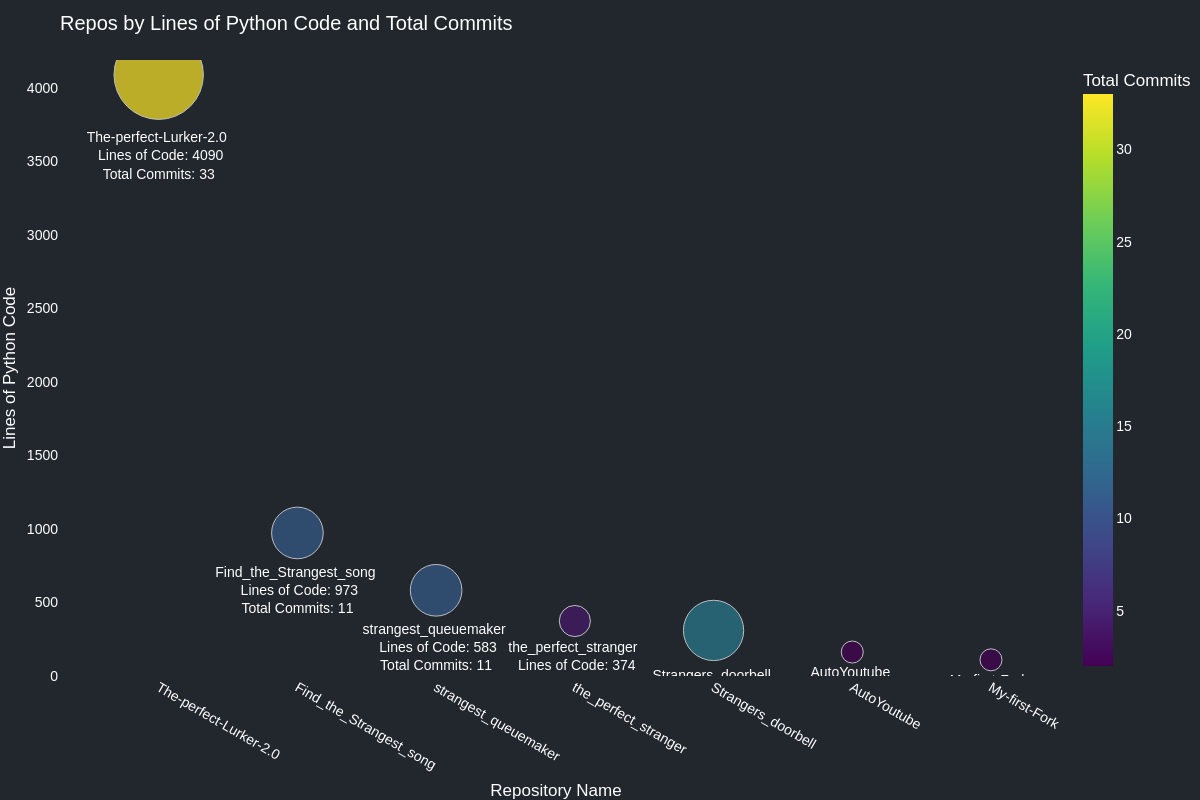 Repos by Lines of Python Code and Total Commits
Total Commits
4000
3500
3000
2500
2000
1500
1000
500
0
Lines of Python Code
30
25
20
15
10
5
The-perfect-Lurker-2.0
Lines of Code: 4090
Total Commits: 33
Find_the_Strangest_song
Lines of Code: 973
Total Commits: 11
strangest_queuemaker
Lines of Code: 583
Total Commits: 11
the_perfect_stranger
Lines of Code: 374
Strangers_doorbell
AutoYoutube
The-perfect-Lurker-2.0
Find_the_Strangest_song
strangest_queuemaker
the_perfect_stranger
Strangers_doorbell
AutoYoutube
My-first-Fork
Repository Name